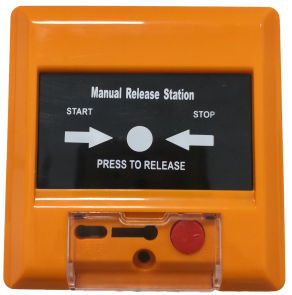 Manual Release Station
START STOP
PRESS TO RELEASE